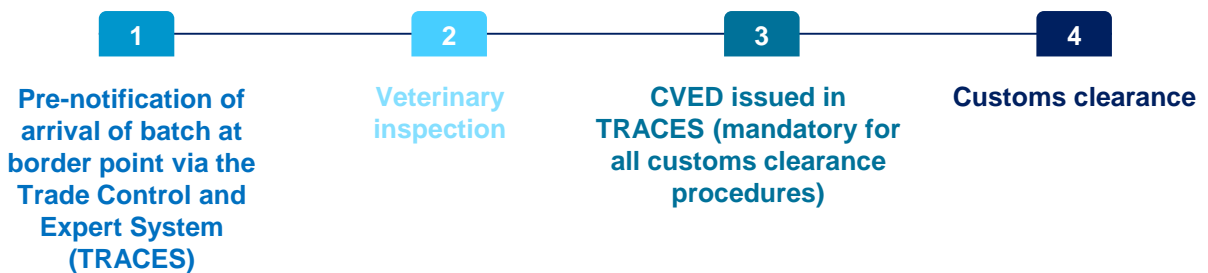 1
2
3
4
Pre-notification of
arrival of batch at
border point via the
Trade Control and
Expert System
(TRACES)
Veterinary
inspection
CVED issued in
TRACES (mandatory for
all customs clearance
procedures)
Customs clearance